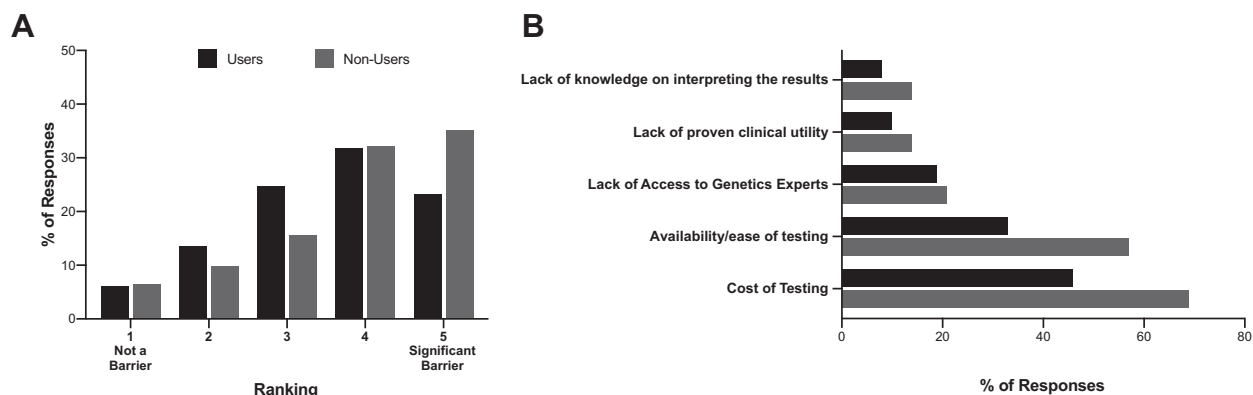 A
50
40
30
20
10
0
% of Responses
Users
Non-Users
1
Not a
Barrier
2
3
4
5
Significant
Barrier
Ranking
B
Lack of knowledge on interpreting the results
Lack of proven clinical utility
Lack of Access to Genetics Experts
Availability/ease of testing
Cost of Testing
0
20
40
60
80
% of Responses